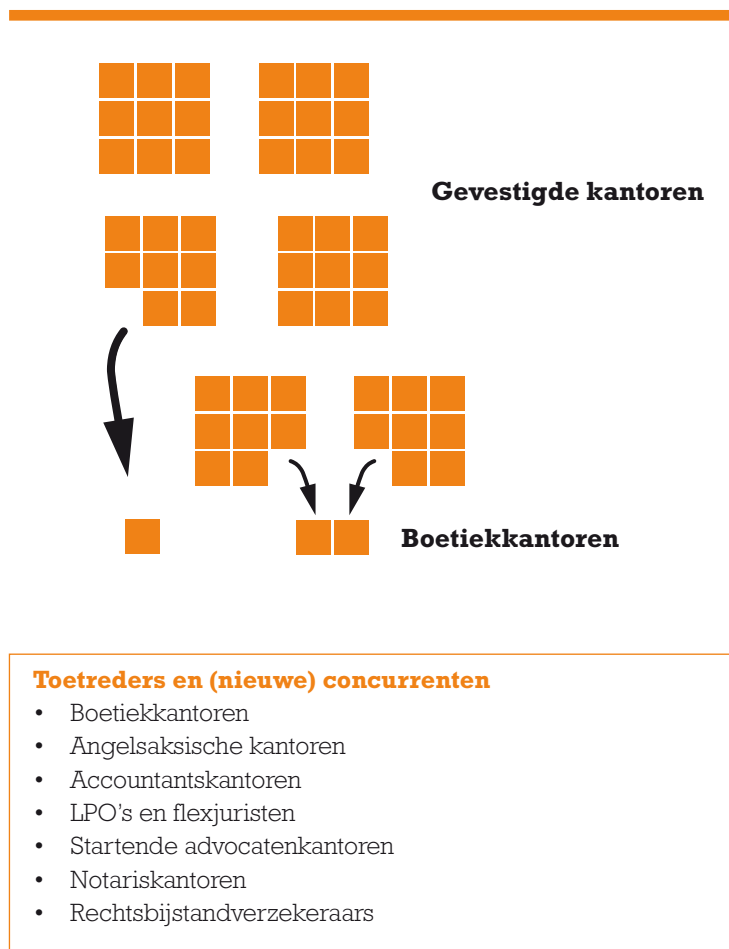 Gevestigde kantoren
Boetiekkantoren
Toetreders en (nieuwe) concurrenten
• Boetiekkantoren
• Angelsaksische kantoren
• Accountantskantoren
• LPO’s en flexjuristen
• Startende advocatenkantoren
• Notariskantoren
• Rechtsbijstandverzekeraars